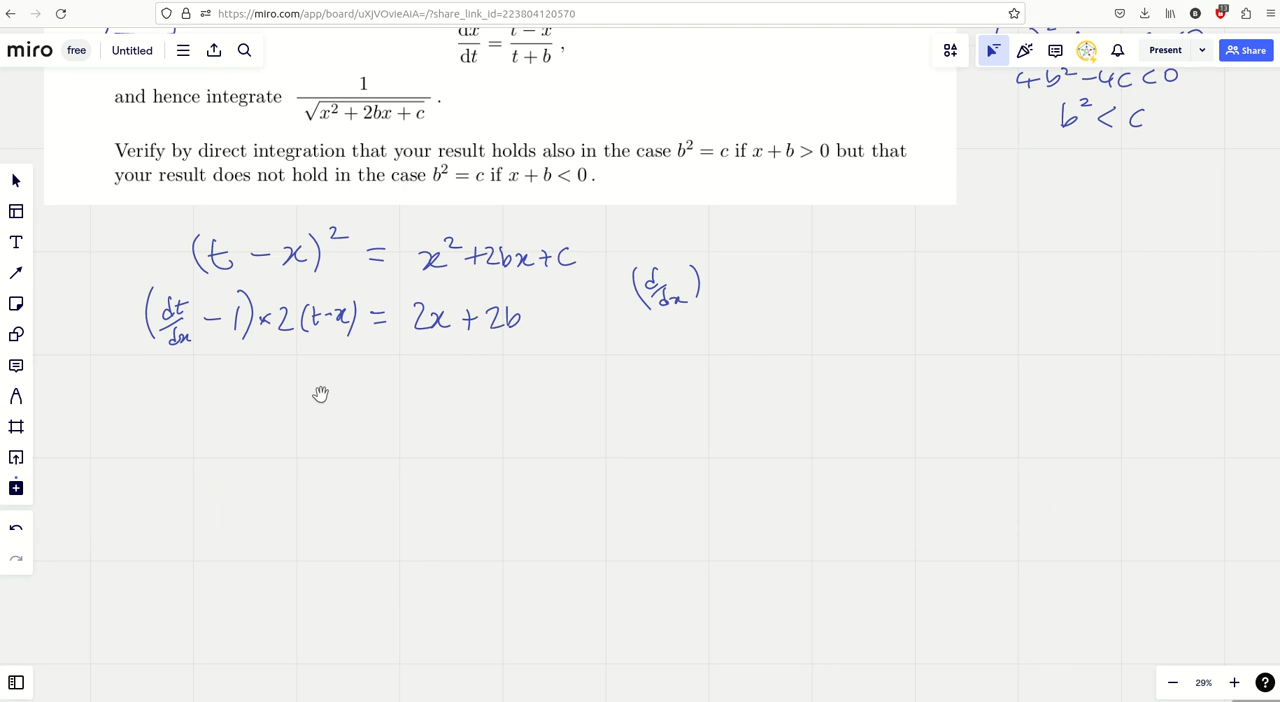 https://miro.com/app/board/uXjVOvieAIA=/?share_link_id=223804120570
13
miro free Untitled
Present Share
dx/dt = (t − x)/(t + b) ,
4b² − 4c < 0
and hence integrate 1/√(x² + 2bx + c) .
b² < c
Verify by direct integration that your result holds also in the case b² = c if x + b > 0 but that
your result does not hold in the case b² = c if x + b < 0 .
(t − x)² = x² + 2bx + c
(d/dx)
(dt/dx − 1) × 2 (t − x) = 2x + 2b
29%